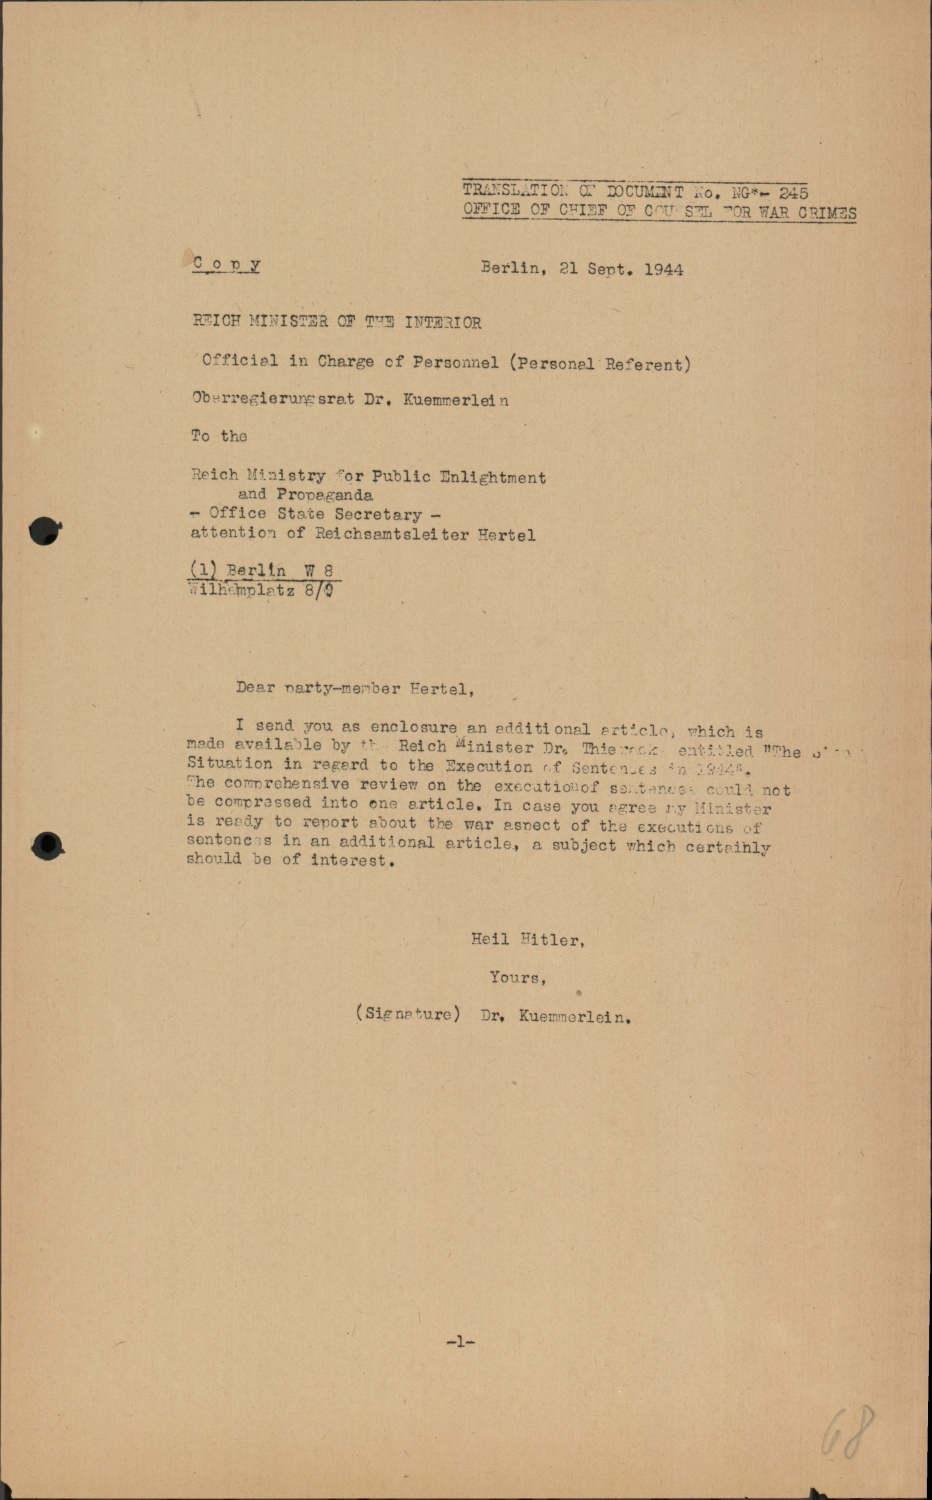 TRANSLATION OF DOCUMENT No. NG*- 245
OFFICE OF CHIEF OF COUNSEL FOR WAR CRIMES
Copy
Berlin, 21 Sept. 1944
REICH MINISTER OF THE INTERIOR
Official in Charge of Personnel (Personal Referent)
Oberregierungsrat Dr. Kuemmerlein
To the
Reich Ministry for Public Enlightment
and Propaganda
- Office State Secretary -
attention of Reichsamtsleiter Hertel
(1) Berlin W 8
Wilhemplatz 8/9
Dear party-member Hertel,
I send you as enclosure an additional article, which is
made available by the Reich Minister Dr. Thierack entitled "The
Situation in regard to the Execution of Sentences in 1944".
The comprehensive review on the executionof sentences could not
be compressed into one article. In case you agree my Minister
is ready to report about the war aspect of the executions of
sentences in an additional article, a subject which certaihly
should be of interest.
Heil Hitler,
Yours,
(Signature) Dr. Kuemmerlein.
-1-
68